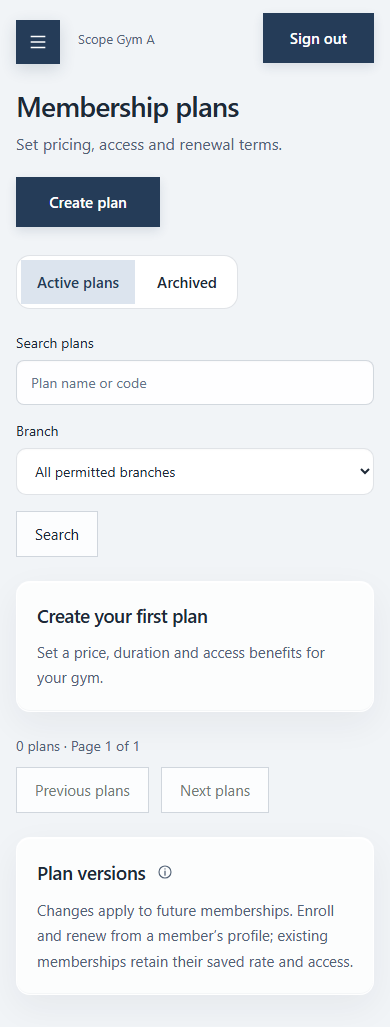 Scope Gym A
Sign out
Membership plans
Set pricing, access and renewal terms.
Create plan
Active plans
Archived
Search plans
Plan name or code
Branch
All permitted branches
Search
Create your first plan
Set a price, duration and access benefits for
your gym.
0 plans · Page 1 of 1
Previous plans
Next plans
Plan versions
Changes apply to future memberships. Enroll
and renew from a member's profile; existing
memberships retain their saved rate and access.